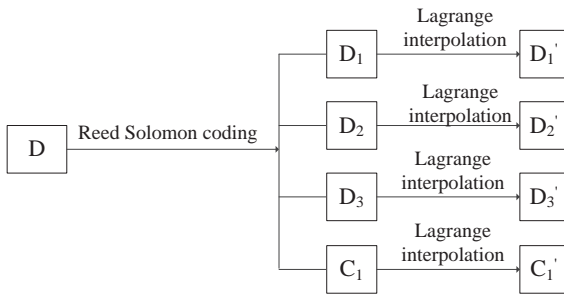 Lagrange
interpolation
D₁
D₁'
Lagrange
interpolation
D₂
D₂'
D
Reed Solomon coding
Lagrange
interpolation
D₃
D₃'
Lagrange
interpolation
C₁
C₁'